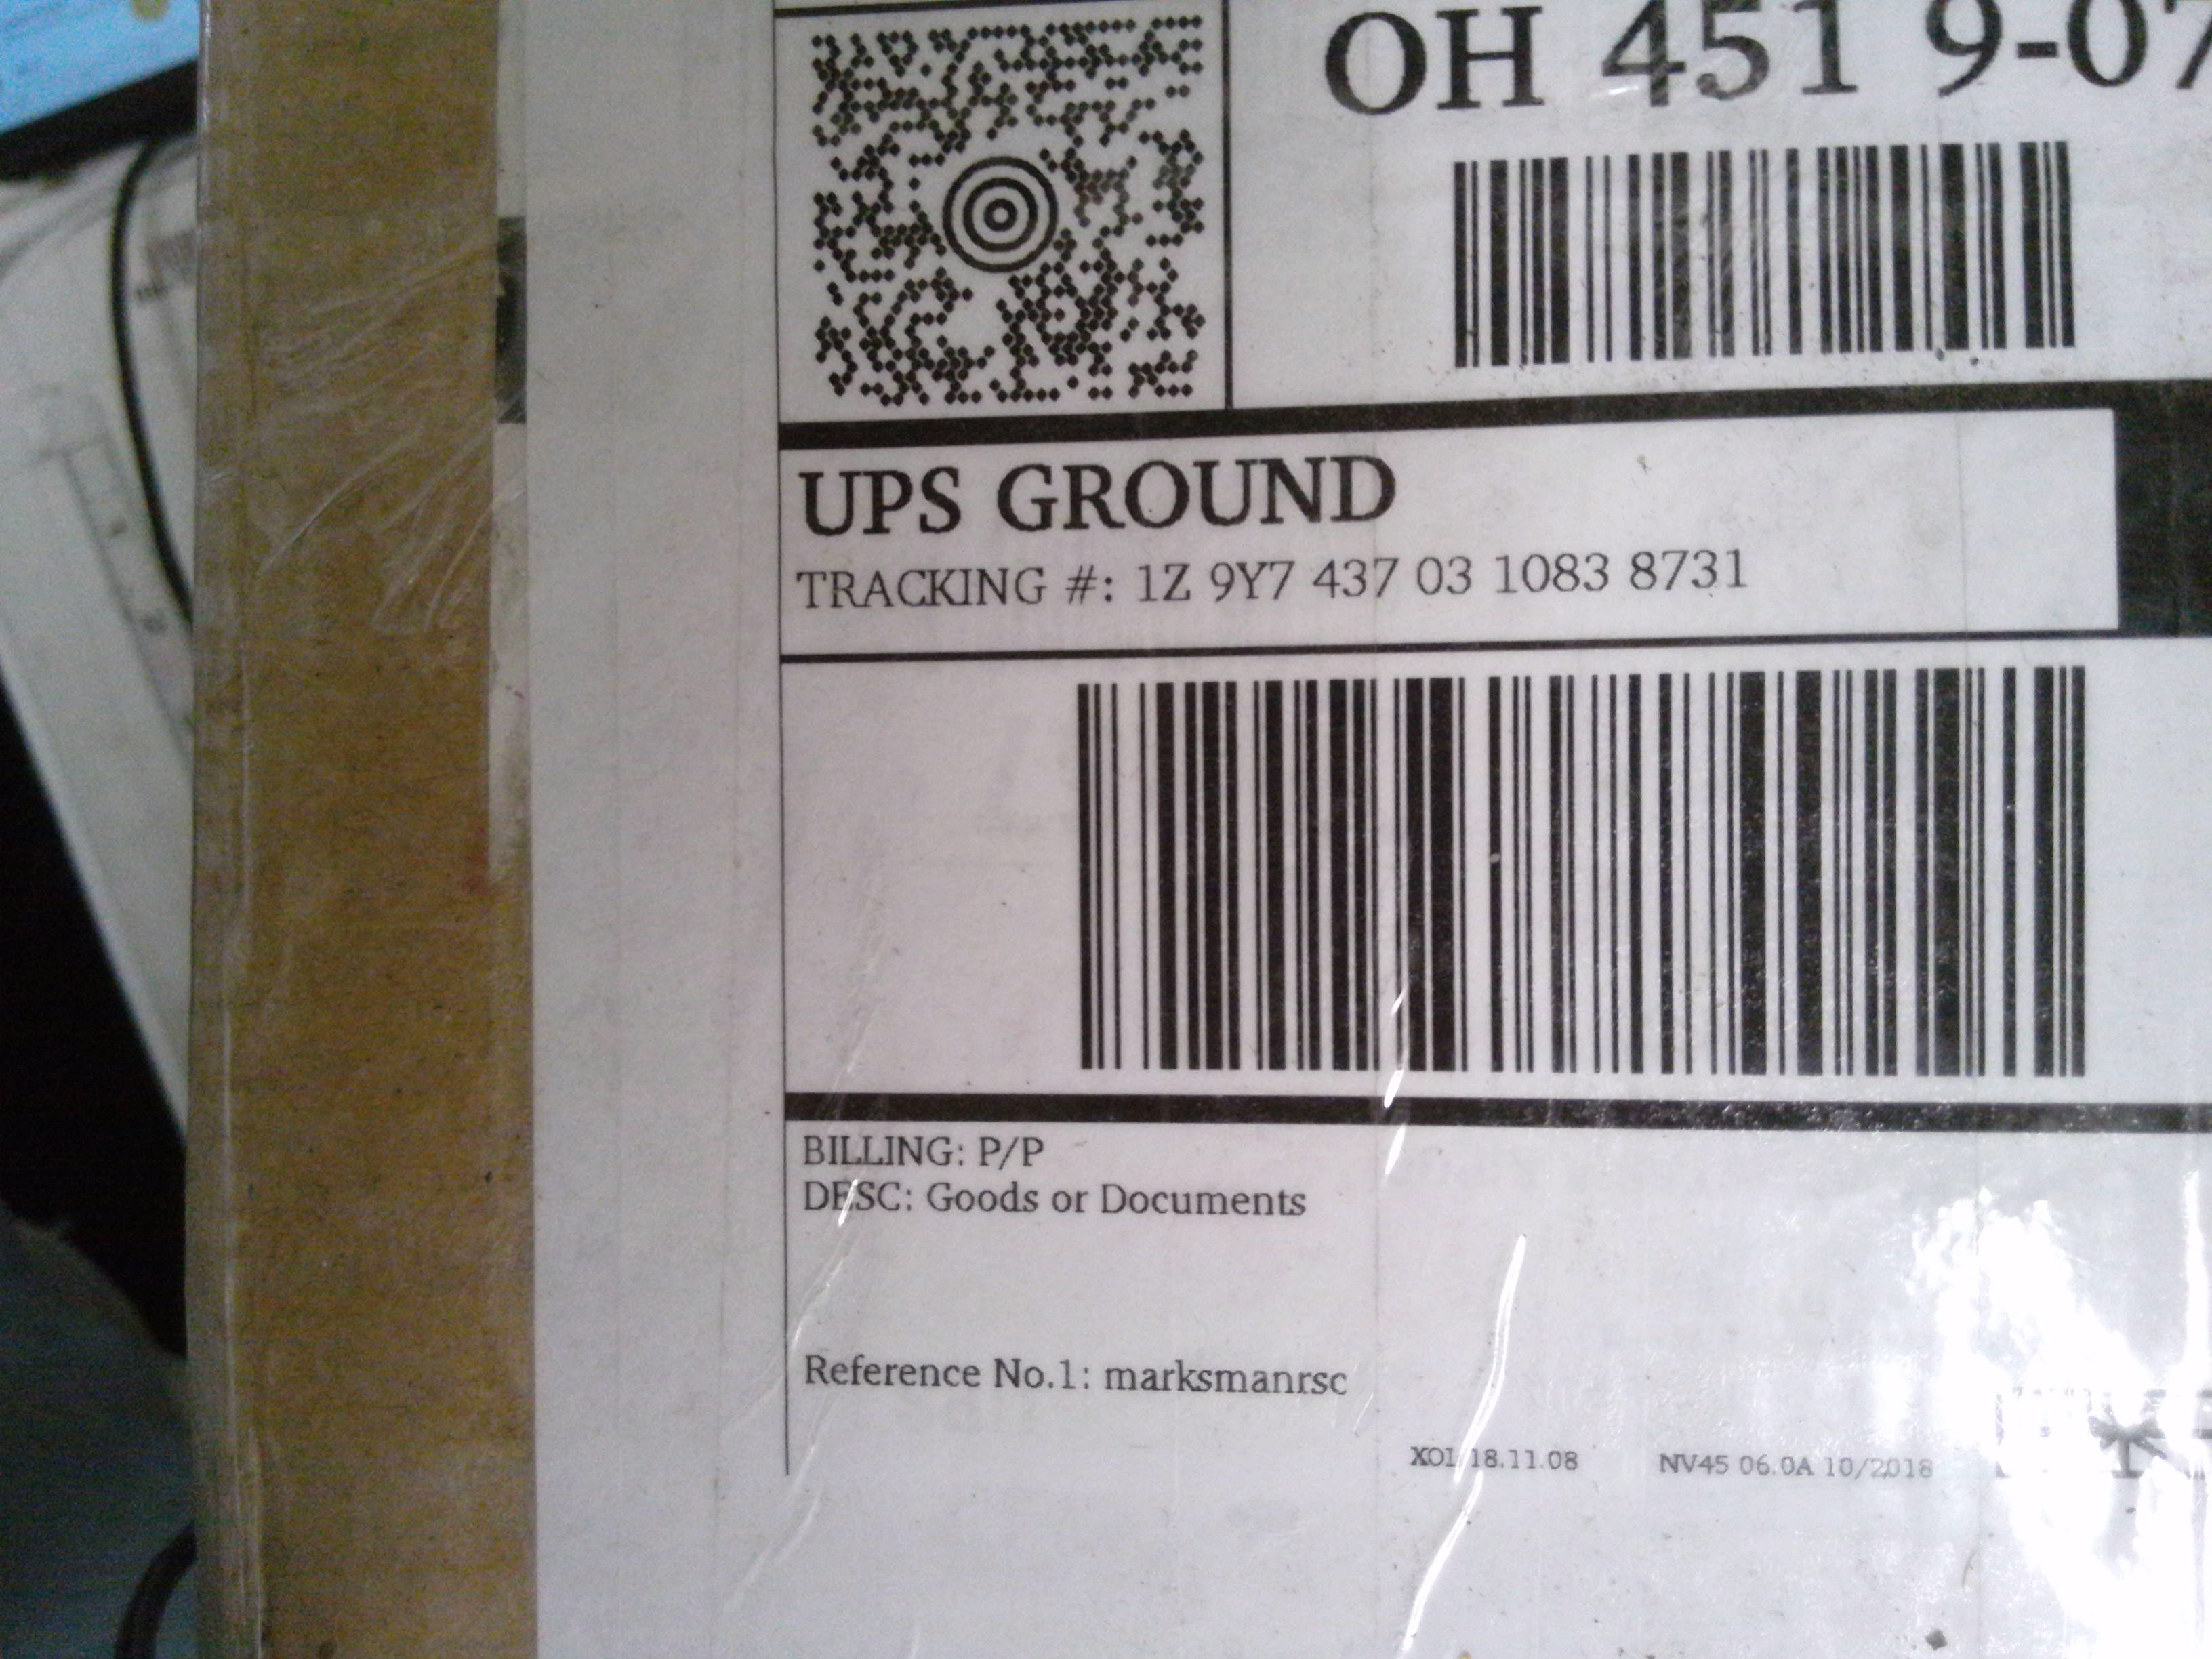 OH 451 9-07
UPS GROUND
TRACKING #: 1Z 9Y7 437 03 1083 8731
BILLING: P/P
DESC: Goods or Documents
Reference No.1: marksmanrsc
XOL 18.11.08 NV45 06.0A 10/2018